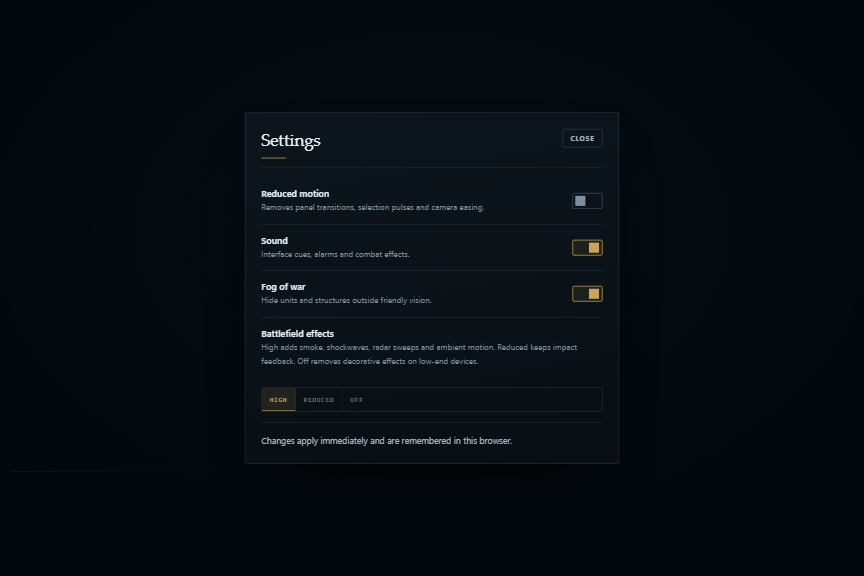 Settings
CLOSE
Reduced motion
Removes panel transitions, selection pulses and camera easing.
Sound
Interface cues, alarms and combat effects.
Fog of war
Hide units and structures outside friendly vision.
Battlefield effects
High adds smoke, shockwaves, radar sweeps and ambient motion. Reduced keeps impact
feedback. Off removes decorative effects on low-end devices.
HIGH REDUCED OFF
Changes apply immediately and are remembered in this browser.